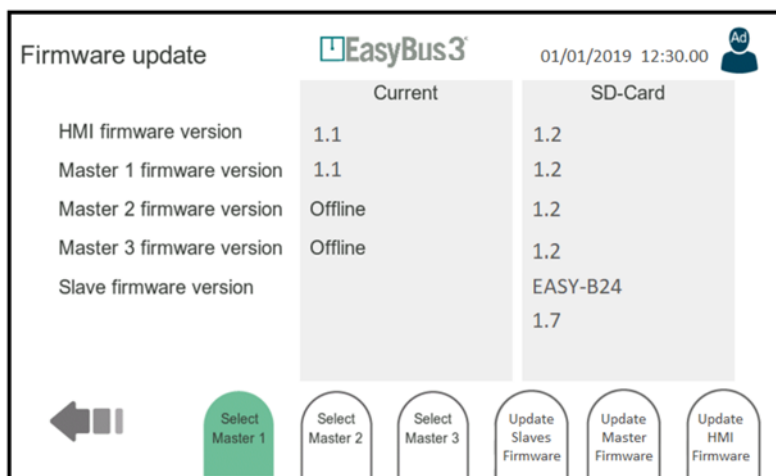 Firmware update
EasyBus3
01/01/2019 12:30.00
Ad
Current
SD-Card
HMI firmware version 1.1 1.2
Master 1 firmware version 1.1 1.2
Master 2 firmware version Offline 1.2
Master 3 firmware version Offline 1.2
Slave firmware version EASY-B24
1.7
Select
Master 1
Select
Master 2
Select
Master 3
Update
Slaves
Firmware
Update
Master
Firmware
Update
HMI
Firmware